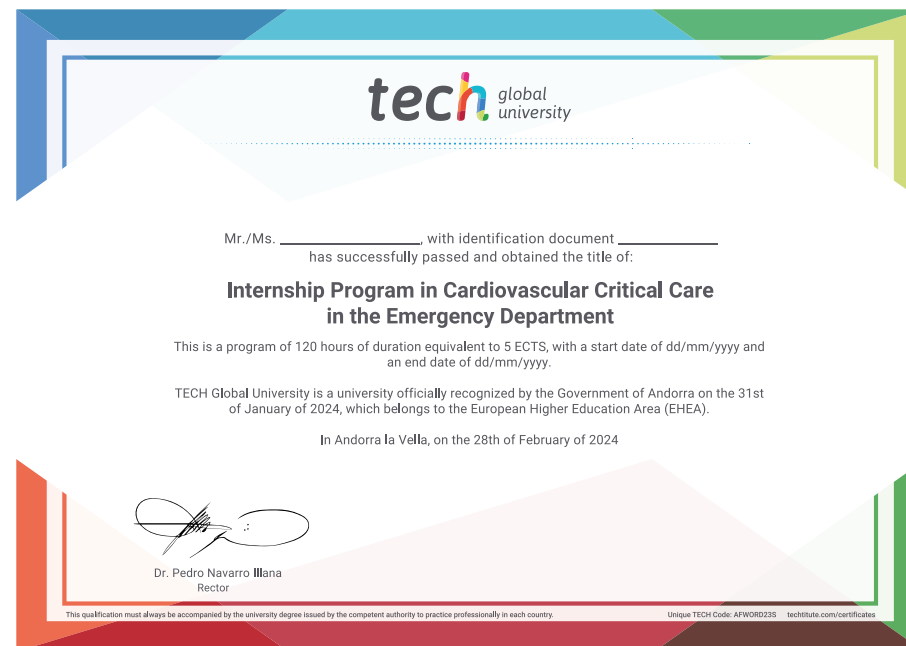 tech global university
Mr./Ms. ____________________, with identification document ______________
has successfully passed and obtained the title of:
Internship Program in Cardiovascular Critical Care
in the Emergency Department
This is a program of 120 hours of duration equivalent to 5 ECTS, with a start date of dd/mm/yyyy and
an end date of dd/mm/yyyy.
TECH Global University is a university officially recognized by the Government of Andorra on the 31st
of January of 2024, which belongs to the European Higher Education Area (EHEA).
In Andorra la Vella, on the 28th of February of 2024
Dr. Pedro Navarro Illana
Rector
This qualification must always be accompanied by the university degree issued by the competent authority to practice professionally in each country.
Unique TECH Code: AFWORD23S techtitute.com/certificates